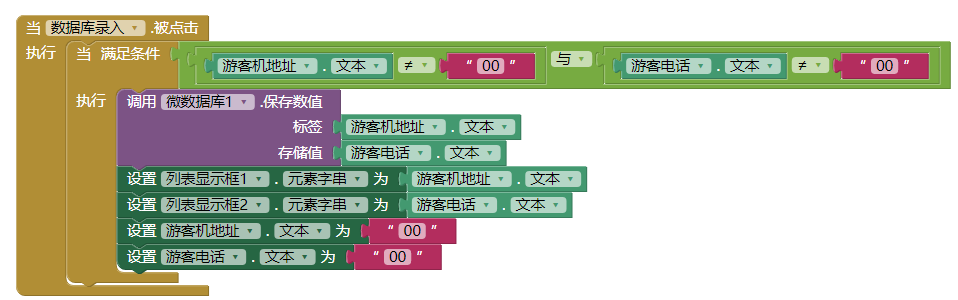 当 数据库录入 .被点击
执行 当 满足条件 游客机地址 . 文本 ≠ “ 00 ” 与 游客电话 . 文本 ≠ “ 00 ”
执行 调用 微数据库1 .保存数值
标签 游客机地址 . 文本
存储值 游客电话 . 文本
设置 列表显示框1 . 元素字串 为 游客机地址 . 文本
设置 列表显示框2 . 元素字串 为 游客电话 . 文本
设置 游客机地址 . 文本 为 “ 00 ”
设置 游客电话 . 文本 为 “ 00 ”